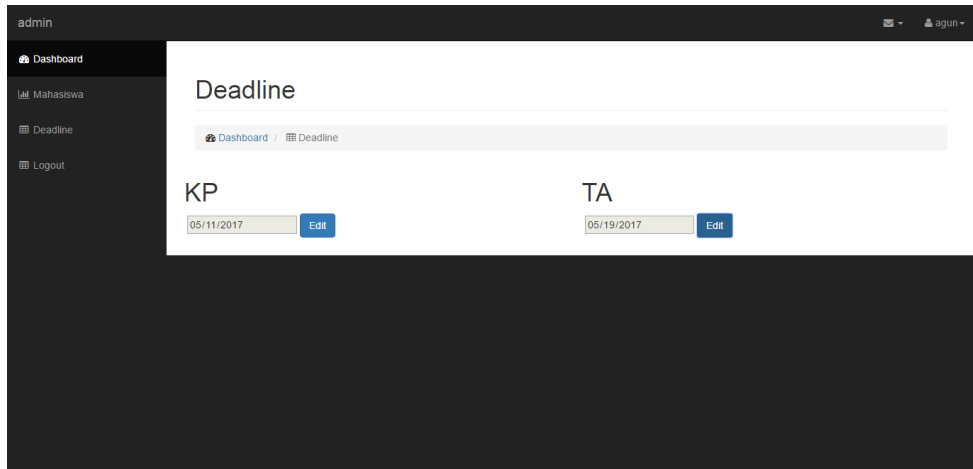 admin
agun
Dashboard
Mahasiswa
Deadline
Logout
Deadline
Dashboard / Deadline
KP
05/11/2017 Edit
TA
05/19/2017 Edit